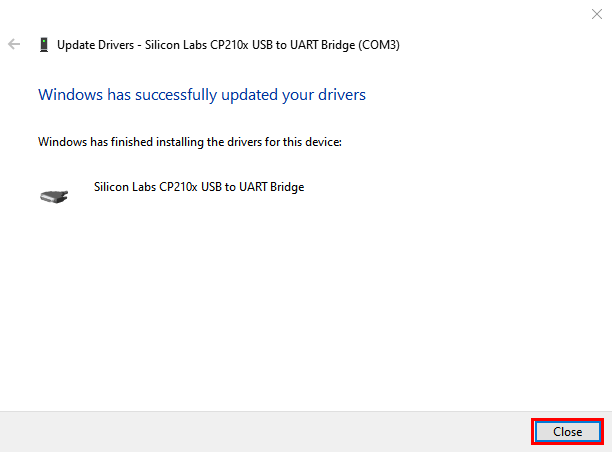 Update Drivers - Silicon Labs CP210x USB to UART Bridge (COM3)
Windows has successfully updated your drivers
Windows has finished installing the drivers for this device:
Silicon Labs CP210x USB to UART Bridge
Close